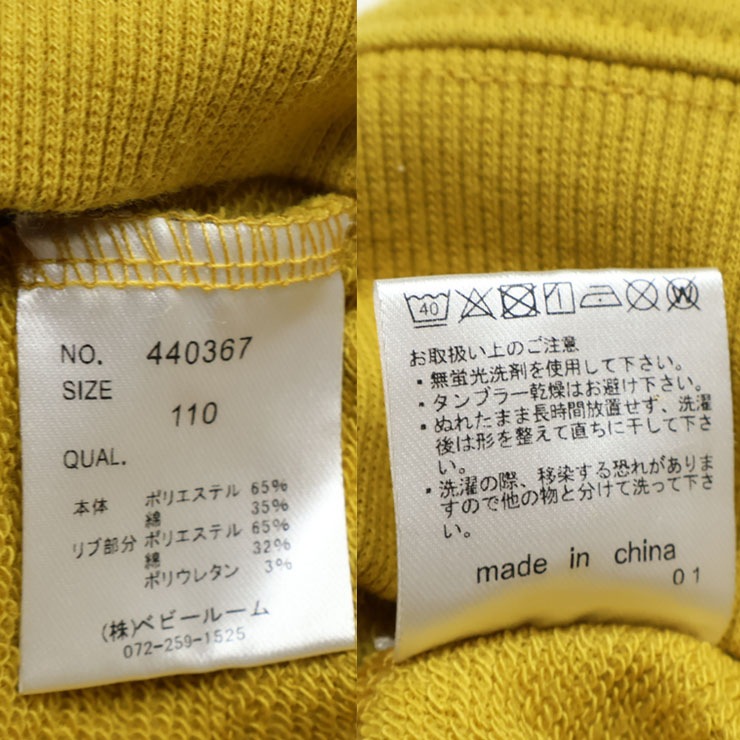 NO. 440367
SIZE
110
QUAL.
本体 ポリエステル 65%
綿 35%
リブ部分 ポリエステル 65%
綿 32%
ポリウレタン 3%
(株)ベビールーム
072-259-1525
40
お取扱い上のご注意
・無蛍光洗剤を使用して下さい。
・タンブラー乾燥はお避け下さい。
・ぬれたまま長時間放置せず、洗濯
後は形を整えて直ちに干して下さ
い。
・洗濯の際、移染する恐れがありま
すので他の物と分けて洗って下さ
い。
made in china
01